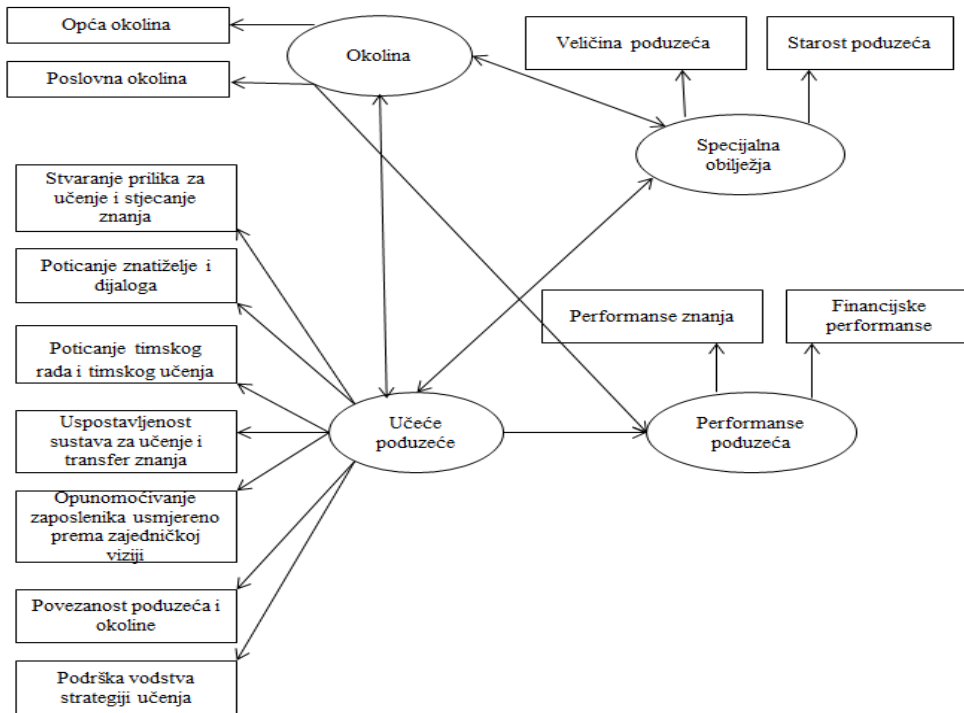 Opća okolina
Okolina
Veličina poduzeća
Starost poduzeća
Poslovna okolina
Specijalna
obilježja
Stvaranje prilika za
učenje i stjecanje
znanja
Poticanje znatiželje i
dijaloga
Performanse znanja
Financijske
performanse
Poticanje timskog
rada i timskog učenja
Uspostavljenost
sustava za učenje i
transfer znanja
Učeće
poduzeće
Performanse
poduzeća
Opunomoćivanje
zaposlenika usmjereno
prema zajedničkoj
viziji
Povezanost poduzeća i
okoline
Podrška vodstva
strategiji učenja